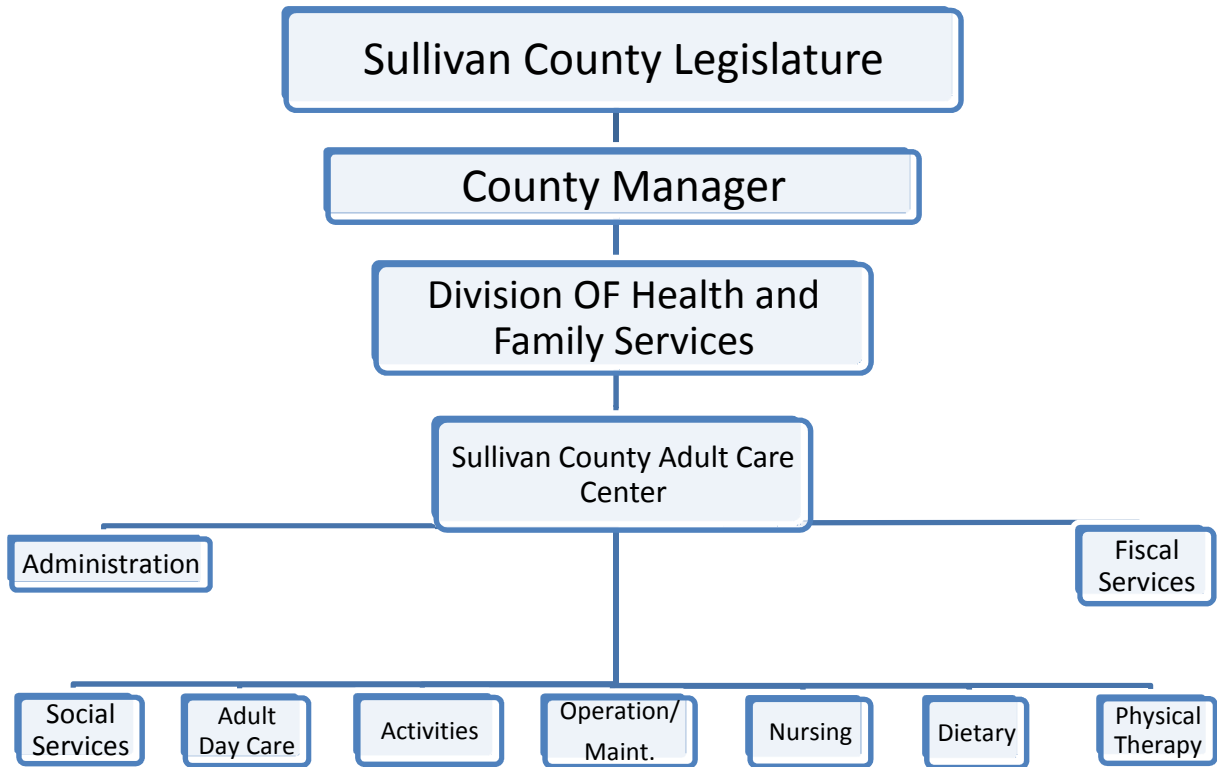 Sullivan County Legislature
County Manager
Division OF Health and
Family Services
Sullivan County Adult Care
Center
Administration
Fiscal
Services
Social
Services
Adult
Day Care
Activities
Operation/
Maint.
Nursing
Dietary
Physical
Therapy